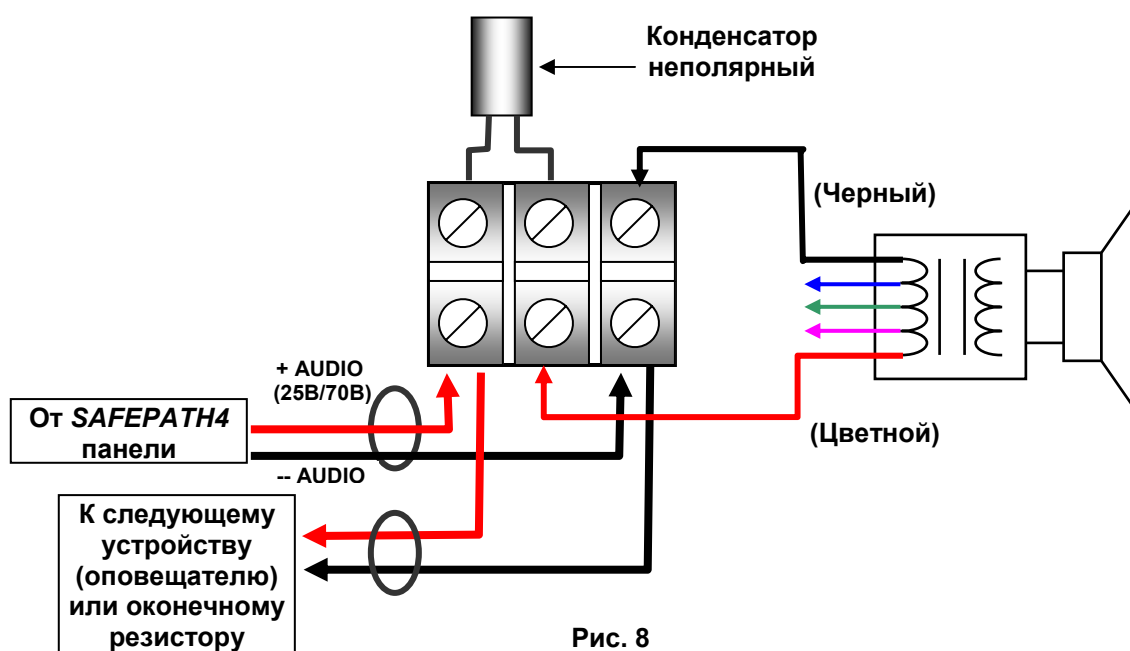 Конденсатор
неполярный
(Черный)
+ AUDIO
(25В/70В)
От SAFEPATH4
панели
(Цветной)
-- AUDIO
К следующему
устройству
(оповещателю)
или оконечному
резистору
Рис. 8